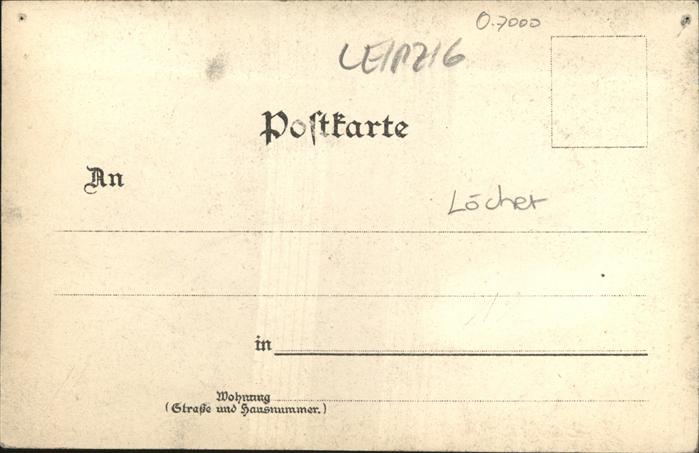 O.7000
LEIPZIG
Postkarte
An
Löcher
in
Wohnung
(Straße und Hausnummer.)